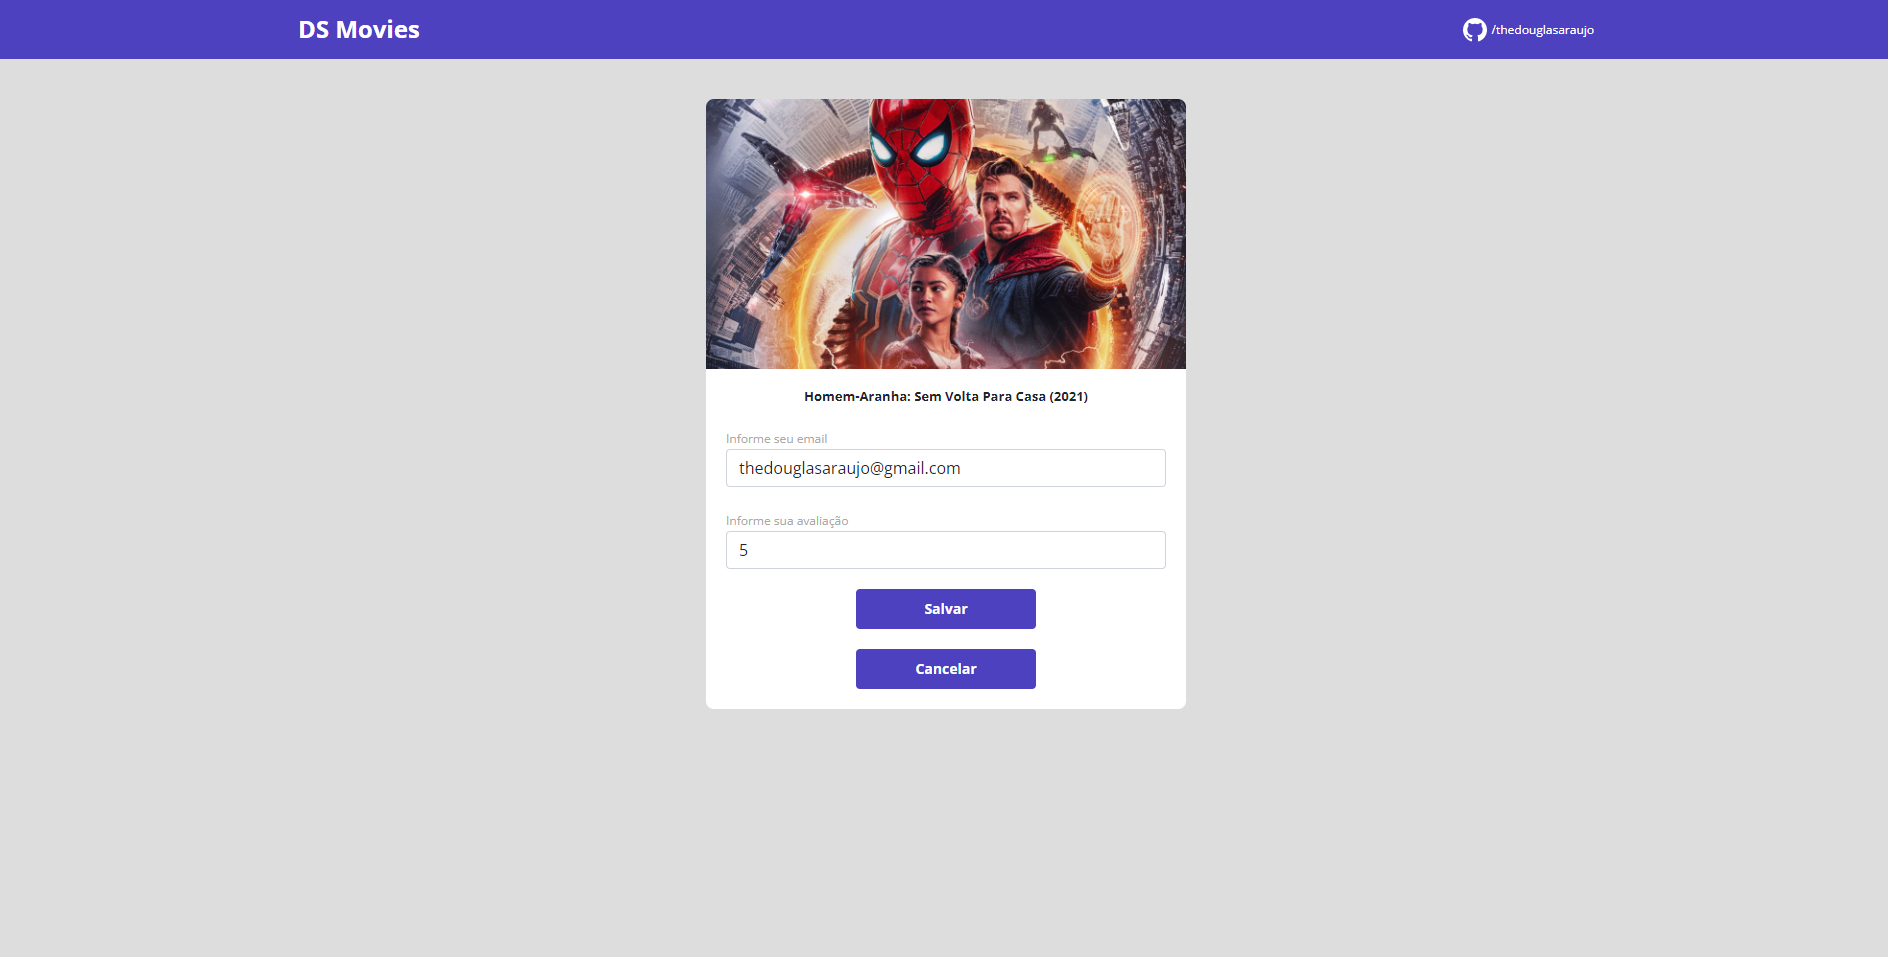 DS Movies
/thedouglasaraujo
Homem-Aranha: Sem Volta Para Casa (2021)
Informe seu email
thedouglasaraujo@gmail.com
Informe sua avaliação
5
Salvar
Cancelar